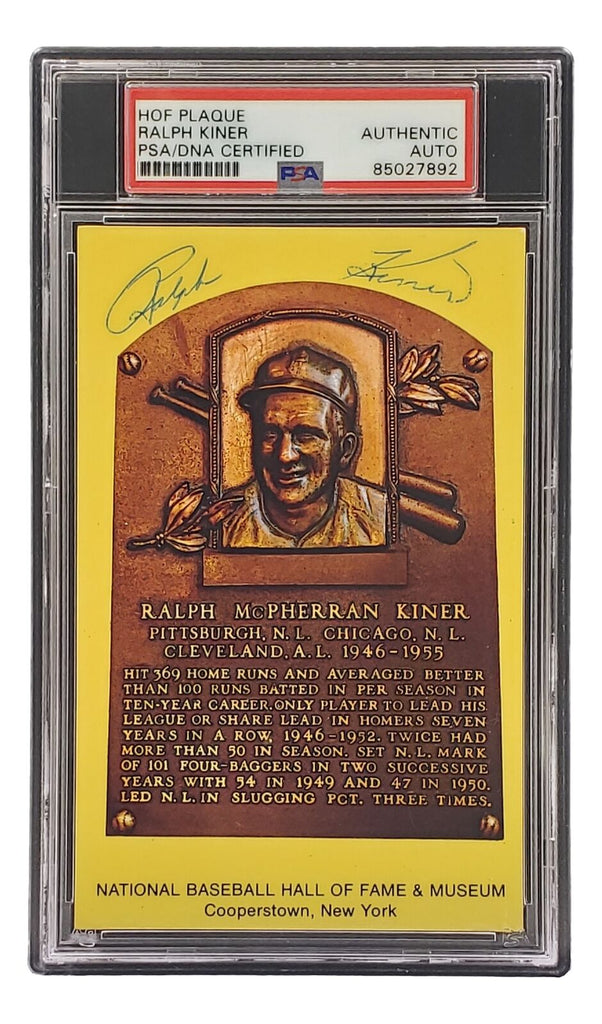 HOF PLAQUE
RALPH KINER AUTHENTIC
PSA/DNA CERTIFIED AUTO
PSA 85027892
Ralph Kiner
RALPH McPHERRAN KINER
PITTSBURGH, N.L. CHICAGO, N.L.
CLEVELAND, A.L. 1946-1955
HIT 369 HOME RUNS AND AVERAGED BETTER
THAN 100 RUNS BATTED IN PER SEASON IN
TEN-YEAR CAREER. ONLY PLAYER TO LEAD HIS
LEAGUE OR SHARE LEAD IN HOMERS SEVEN
YEARS IN A ROW, 1946-1952. TWICE HAD
MORE THAN 50 IN SEASON. SET N.L. MARK
OF 101 FOUR-BAGGERS IN TWO SUCCESSIVE
YEARS WITH 54 IN 1949 AND 47 IN 1950.
LED N.L. IN SLUGGING PCT. THREE TIMES.
NATIONAL BASEBALL HALL OF FAME & MUSEUM
Cooperstown, New York